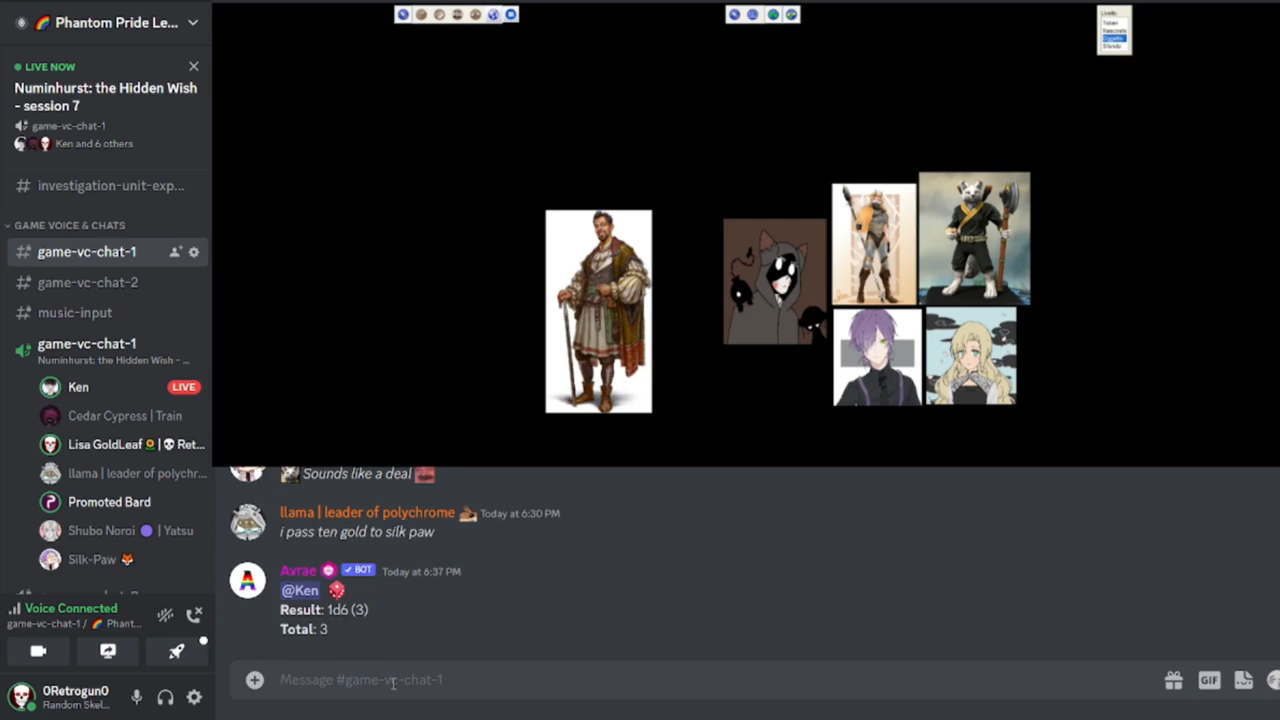 🌈 Phantom Pride Le...
LIVE NOW
Numinhurst: the Hidden Wish
- session 7
game-vc-chat-1
Ken and 6 others
investigation-unit-exp...
GAME VOICE & CHATS
game-vc-chat-1
game-vc-chat-2
music-input
game-vc-chat-1
Numinhurst: the Hidden Wish - ...
Ken LIVE
Cedar Cypress | Train
Lisa GoldLeaf🌻 | 💀 Ret...
llama | leader of polychr...
Promoted Bard
Shubo Noroi 🟣 | Yatsu
Silk-Paw 🦊
Voice Connected
game-vc-chat-1 / 🌈 Phant...
0Retrogun0
Random Skel...
Sounds like a deal
llama | leader of polychrome Today at 6:30 PM
i pass ten gold to silk paw
Avrae ✓ BOT Today at 6:37 PM
@Ken 🎲
Result: 1d6 (3)
Total: 3
Message #game-vc-chat-1
GIF
Token